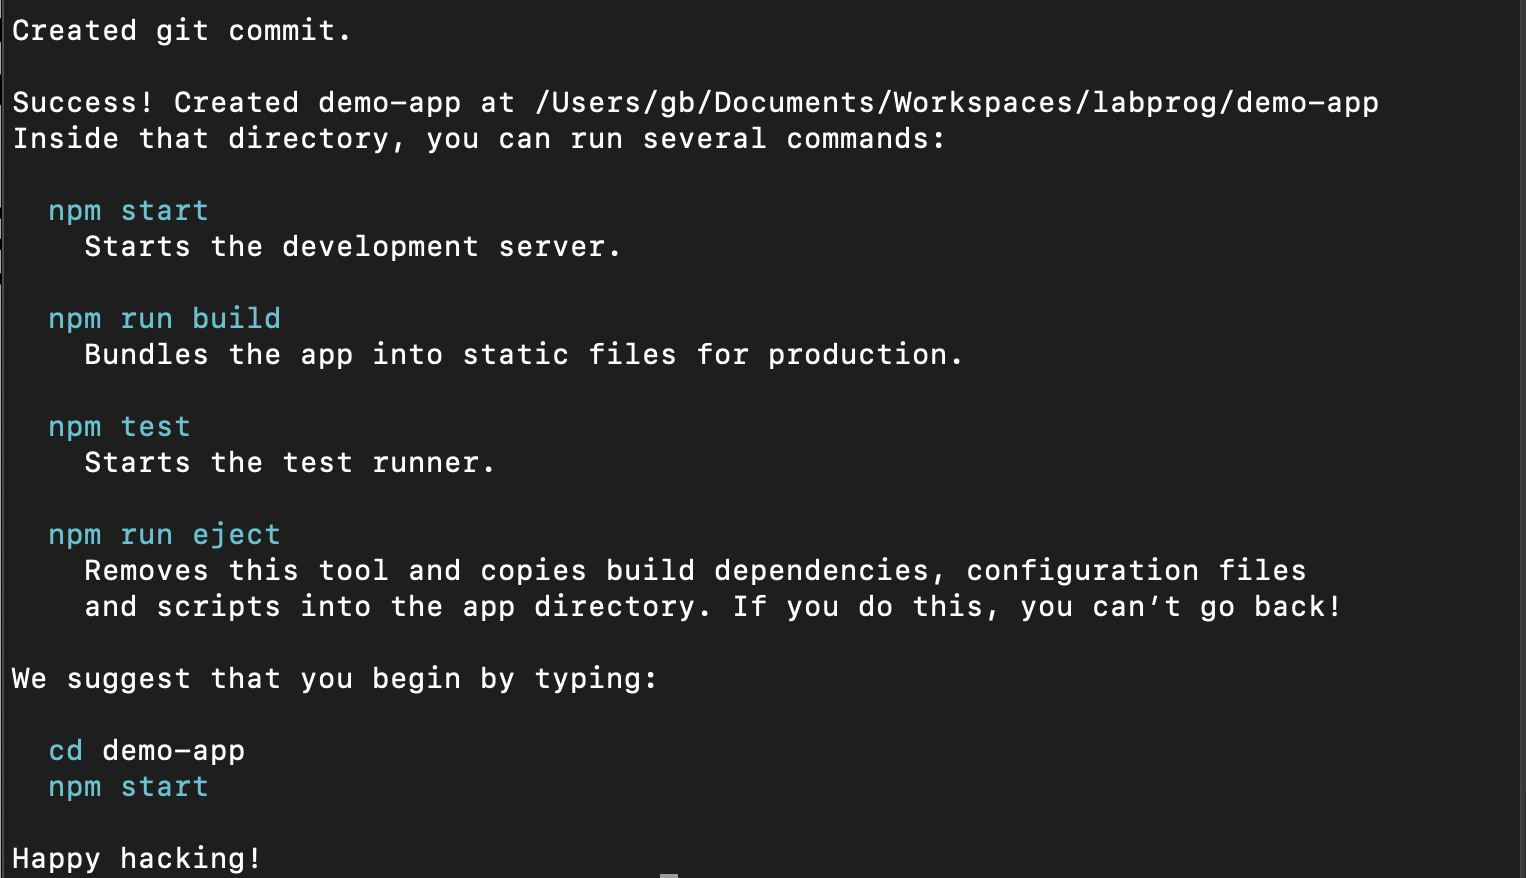 Created git commit.
Success! Created demo-app at /Users/gb/Documents/Workspaces/labprog/demo-app
Inside that directory, you can run several commands:
npm start
Starts the development server.
npm run build
Bundles the app into static files for production.
npm test
Starts the test runner.
npm run eject
Removes this tool and copies build dependencies, configuration files
and scripts into the app directory. If you do this, you can’t go back!
We suggest that you begin by typing:
cd demo-app
npm start
Happy hacking!